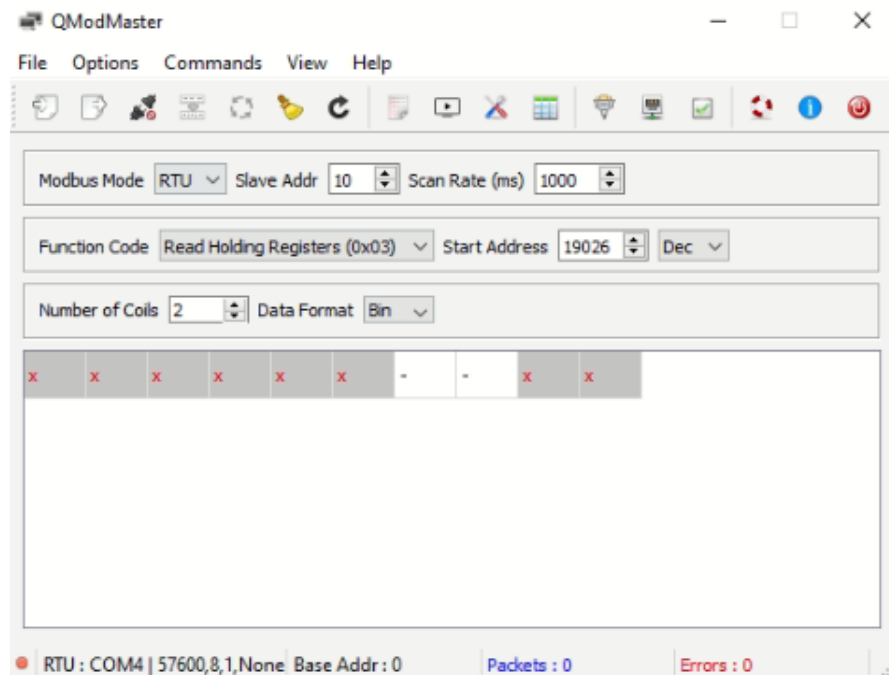 QModMaster
File Options Commands View Help
Modbus Mode RTU Slave Addr 10 Scan Rate (ms) 1000
Function Code Read Holding Registers (0x03) Start Address 19026 Dec
Number of Coils 2 Data Format Bin
x x x x x x - - x x
RTU : COM4 | 57600,8,1,None Base Addr : 0 Packets : 0 Errors : 0